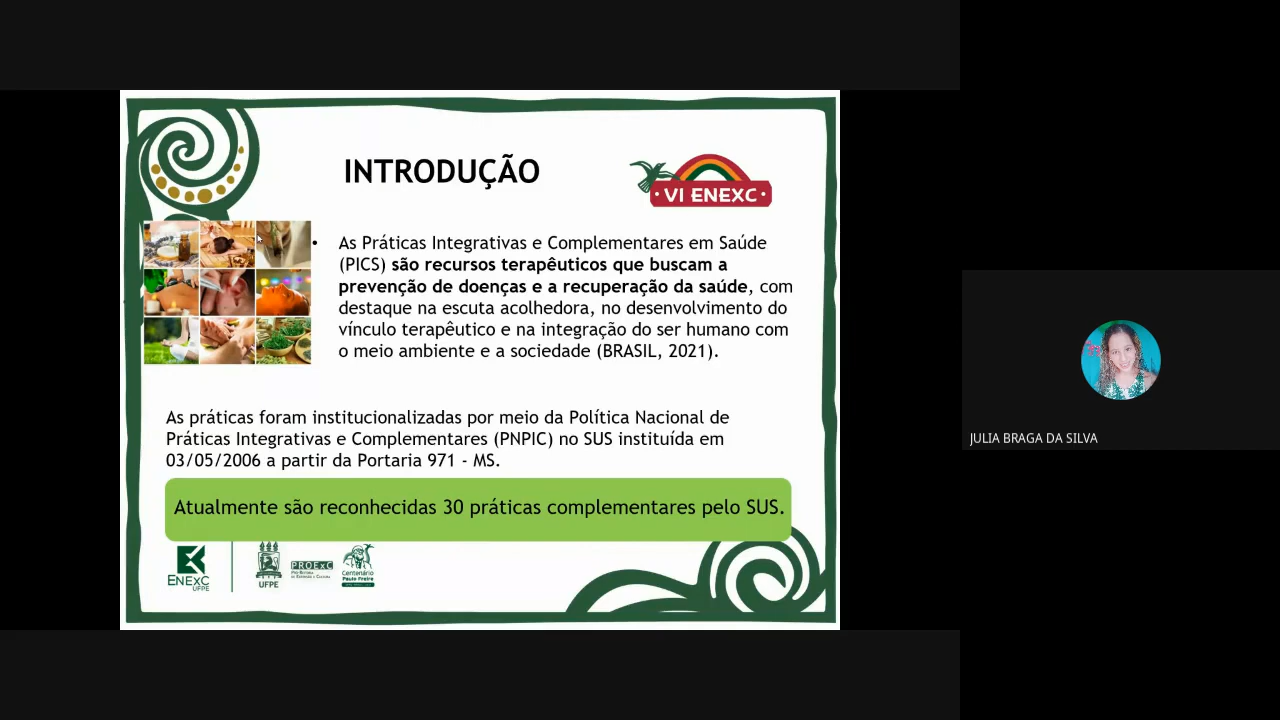 INTRODUÇÃO
• VI ENEXC •
• As Práticas Integrativas e Complementares em Saúde
(PICS) são recursos terapêuticos que buscam a
prevenção de doenças e a recuperação da saúde, com
destaque na escuta acolhedora, no desenvolvimento do
vínculo terapêutico e na integração do ser humano com
o meio ambiente e a sociedade (BRASIL, 2021).
As práticas foram institucionalizadas por meio da Política Nacional de
Práticas Integrativas e Complementares (PNPIC) no SUS instituída em
03/05/2006 a partir da Portaria 971 - MS.
Atualmente são reconhecidas 30 práticas complementares pelo SUS.
ENEXC
UFPE
UFPE
PROExC
Centenário
Paulo Freire
JULIA BRAGA DA SILVA